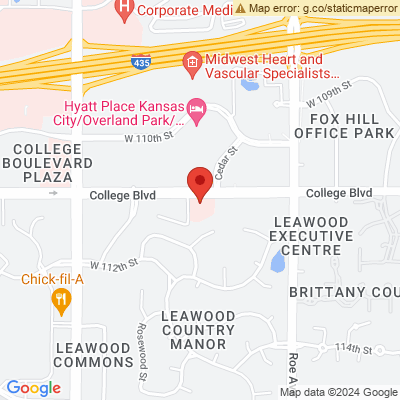 Map error: g.co/staticmaperror
H
Corporate Medi
435
Midwest Heart and
Vascular Specialists...
Hyatt Place Kansas
City/Overland Park/...
W 109th St
FOX HILL
OFFICE PARK
W 110th St
COLLEGE
BOULEVARD
PLAZA
Cedar St
College Blvd
College Blvd
LEAWOOD
EXECUTIVE
CENTRE
W 112th St
Chick-fil-A
BRITTANY COU
LEAWOOD
COUNTRY
MANOR
Rosewood St
LEAWOOD
COMMONS
114th St
Roe A
Google
Map data ©2024 Google